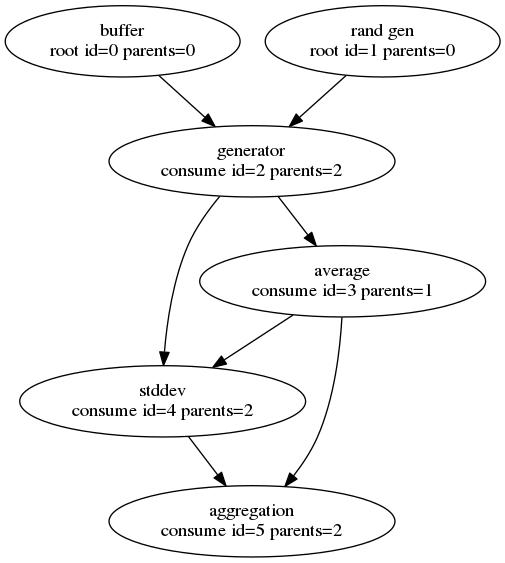 buffer
root id=0 parents=0
rand gen
root id=1 parents=0
generator
consume id=2 parents=2
average
consume id=3 parents=1
stddev
consume id=4 parents=2
aggregation
consume id=5 parents=2